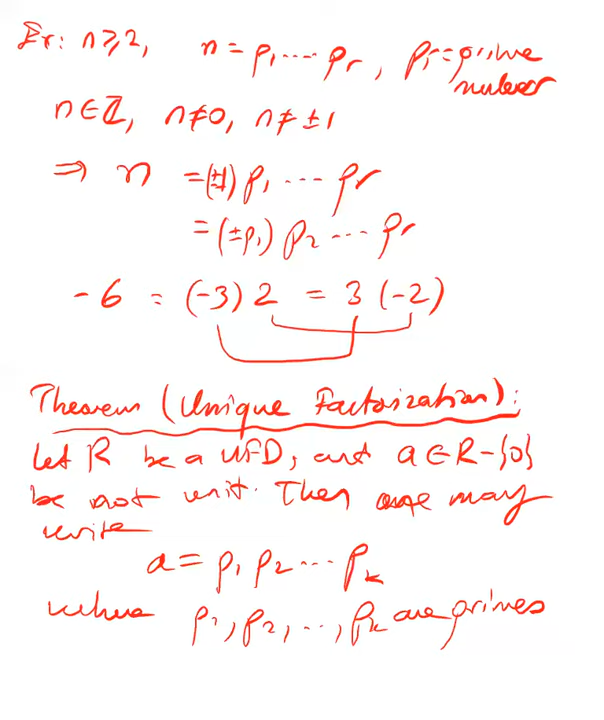 Ex: n ≥ 2, n = p₁ ---- pᵣ, pᵢ = prime
number
n ∈ ℤ, n ≠ 0, n ≠ ±1
⇒ n = (±1) p₁ ---- pᵣ
= (±p₁) p₂ --- pᵣ
-6 = (-3) 2 = 3 (-2)
Theorem (Unique Factorization):
Let R be a UFD, and a ∈ R-{0}
be not unit. Then one may
write
a = p₁ p₂ --- pₖ
where p₁, p₂, ..., pₖ are primes